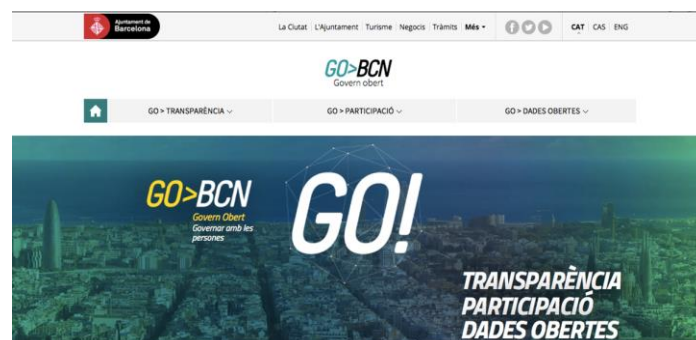 Ajuntament de
Barcelona
La Ciutat L'Ajuntament Turisme Negocis Tràmits Més
CAT CAS ENG
GO>BCN
Govern obert
GO > TRANSPARÈNCIA
GO > PARTICIPACIÓ
GO > DADES OBERTES
GO>BCN
Govern Obert
Governar amb les
persones
GO!
TRANSPARÈNCIA
PARTICIPACIÓ
DADES OBERTES